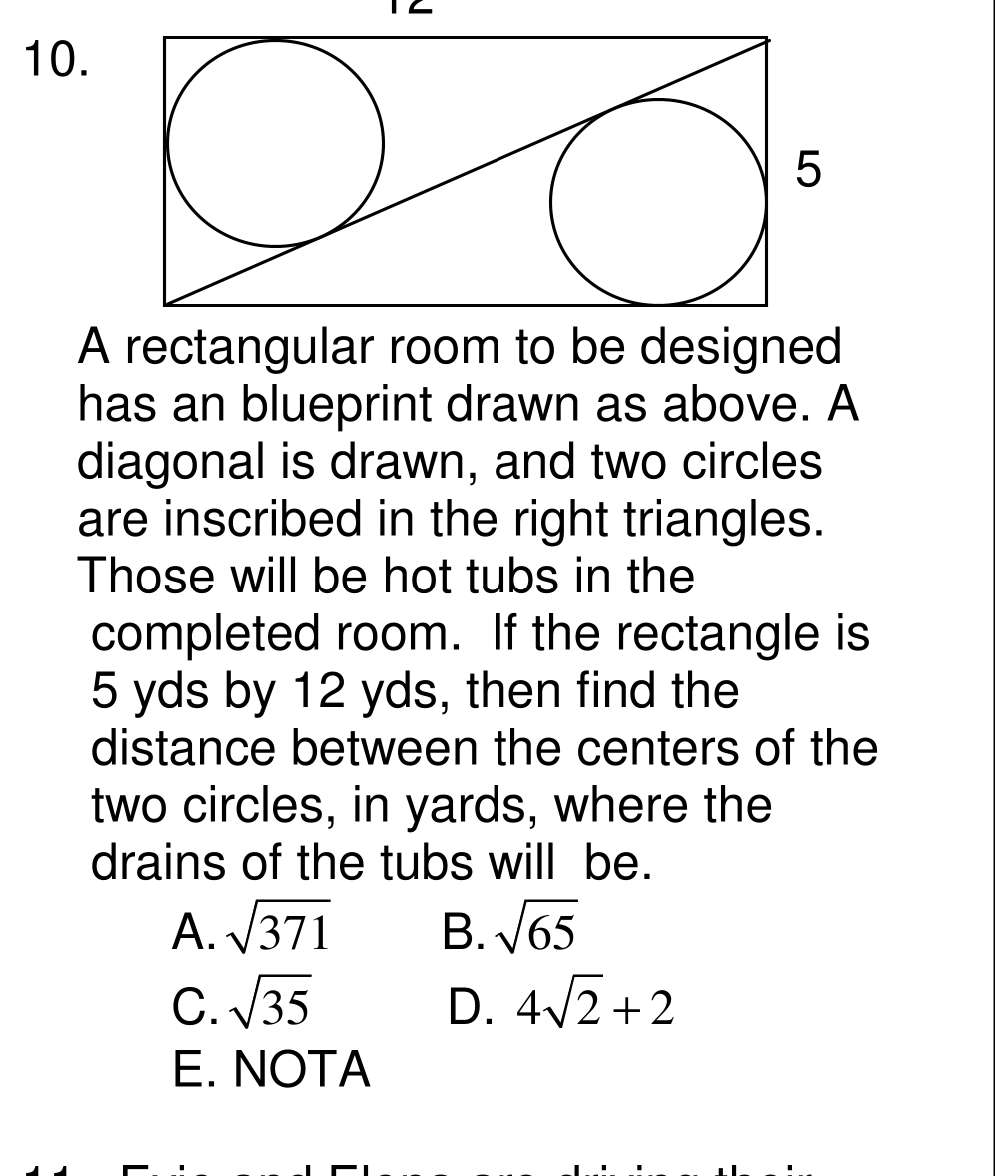 12
10.
5
A rectangular room to be designed
has an blueprint drawn as above. A
diagonal is drawn, and two circles
are inscribed in the right triangles.
Those will be hot tubs in the
completed room. If the rectangle is
5 yds by 12 yds, then find the
distance between the centers of the
two circles, in yards, where the
drains of the tubs will be.
A. √371 B. √65
C. √35 D. 4√2 + 2
E. NOTA
11. Evie and Elena are driving their